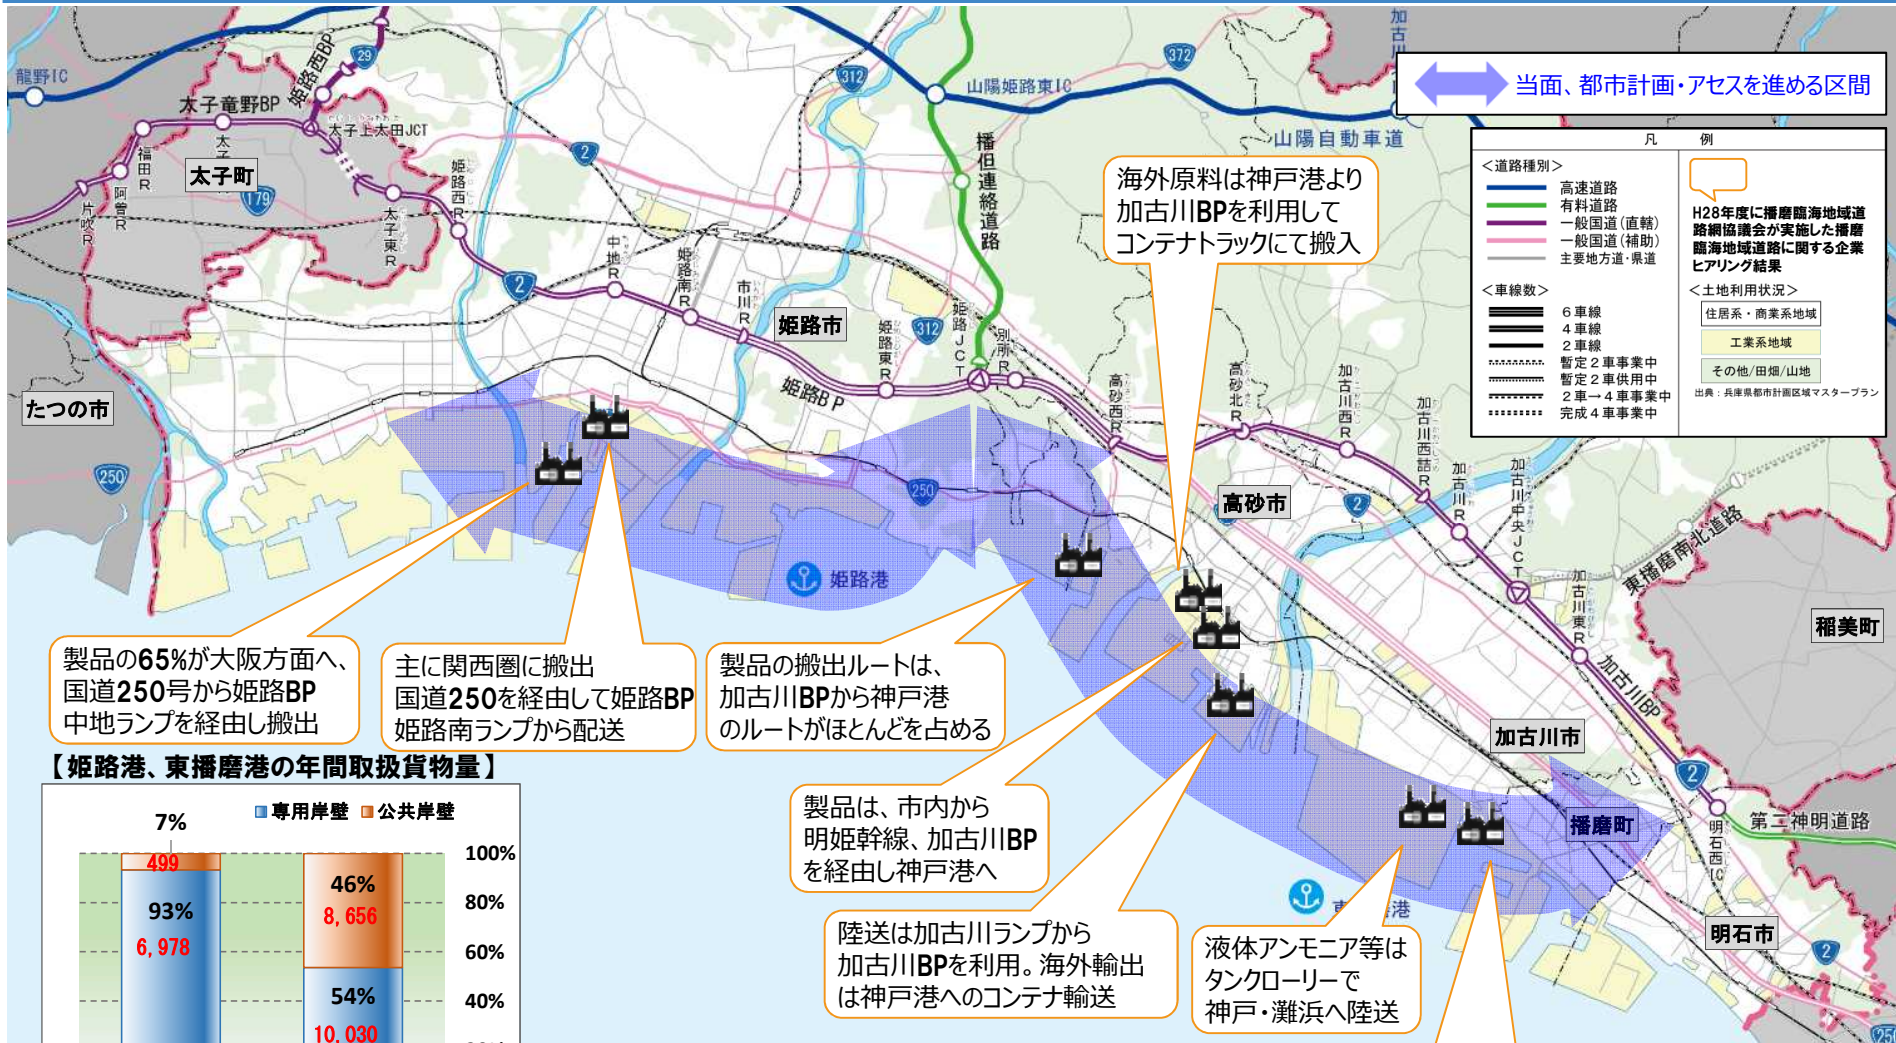 当面、都市計画・アセスを進める区間
凡 例
<道路種別>
高速道路
有料道路
一般国道(直轄)
一般国道(補助)
主要地方道・県道
<車線数>
6車線
4車線
2車線
暫定2車事業中
暫定2車供用中
2車→4車事業中
完成4車事業中
H28年度に播磨臨海地域道
路網協議会が実施した播磨
臨海地域道路に関する企業
ヒアリング結果
<土地利用状況>
住居系・商業系地域
工業系地域
その他/田畑/山地
出典：兵庫県都市計画区域マスタープラン
龍野IC
太子竜野BP
姫路西BP
29
太子上太田JCT
福田R
阿曽R
片吹R
太子町
179
太子東R
姫路西R
2
2
中地R
姫路南R
市川R
姫路市
姫路東R
姫路BP
312
312
山陽姫路東IC
播但連絡道路
372
山陽自動車道
姫路JCT
別所R
高砂西R
高砂北R
加古川西R
加古川西詰R
加古川R
加古川中央JCT
加古川東R
加古川BP
東播磨南北道路
稲美町
たつの市
250
250
高砂市
2
加古川市
2
播磨町
明石西IC
第二神明道路
明石市
2
250
姫路港
海外原料は神戸港より
加古川BPを利用して
コンテナトラックにて搬入
製品の65%が大阪方面へ、
国道250号から姫路BP
中地ランプを経由し搬出
主に関西圏に搬出
国道250を経由して姫路BP
姫路南ランプから配送
製品の搬出ルートは、
加古川BPから神戸港
のルートがほとんどを占める
製品は、市内から
明姫幹線、加古川BP
を経由し神戸港へ
陸送は加古川ランプから
加古川BPを利用。海外輸出
は神戸港へのコンテナ輸送
液体アンモニア等は
タンクローリーで
神戸・灘浜へ陸送
【姫路港、東播磨港の年間取扱貨物量】
専用岸壁 公共岸壁
7%
499
93%
6,978
46%
8,656
54%
10,030
100%
80%
60%
40%